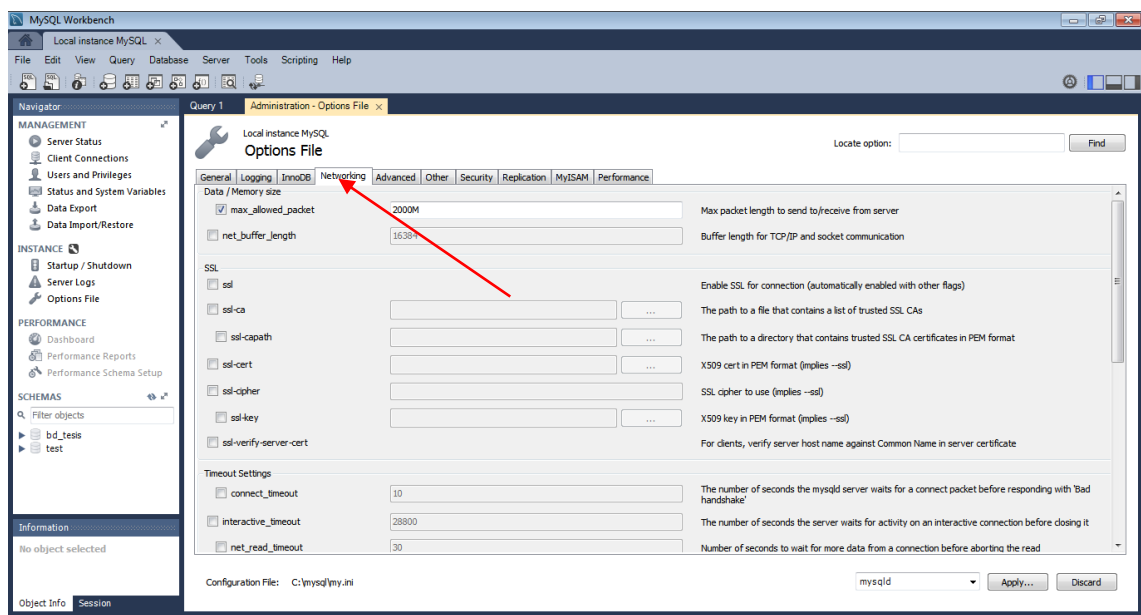 MySQL Workbench
Local instance MySQL
File Edit View Query Database Server Tools Scripting Help
Navigator
MANAGEMENT
Server Status
Client Connections
Users and Privileges
Status and System Variables
Data Export
Data Import/Restore
INSTANCE
Startup / Shutdown
Server Logs
Options File
PERFORMANCE
Dashboard
Performance Reports
Performance Schema Setup
SCHEMAS
Filter objects
bd_tesis
test
Information
No object selected
Object Info Session
Query 1 Administration - Options File
Local instance MySQL
Options File
Locate option: Find
General Logging InnoDB Networking Advanced Other Security Replication MyISAM Performance
Data / Memory size
max_allowed_packet 2000M Max packet length to send to/receive from server
net_buffer_length 16384 Buffer length for TCP/IP and socket communication
SSL
ssl Enable SSL for connection (automatically enabled with other flags)
ssl-ca ... The path to a file that contains a list of trusted SSL CAs
ssl-capath ... The path to a directory that contains trusted SSL CA certificates in PEM format
ssl-cert ... X509 cert in PEM format (implies --ssl)
ssl-cipher SSL cipher to use (implies --ssl)
ssl-key ... X509 key in PEM format (implies --ssl)
ssl-verify-server-cert For clients, verify server host name against Common Name in server certificate
Timeout Settings
connect_timeout 10 The number of seconds the mysqld server waits for a connect packet before responding with 'Bad
handshake'
interactive_timeout 28800 The number of seconds the server waits for activity on an interactive connection before closing it
net_read_timeout 30 Number of seconds to wait for more data from a connection before aborting the read
Configuration File: C:\mysql\my.ini mysqld Apply... Discard